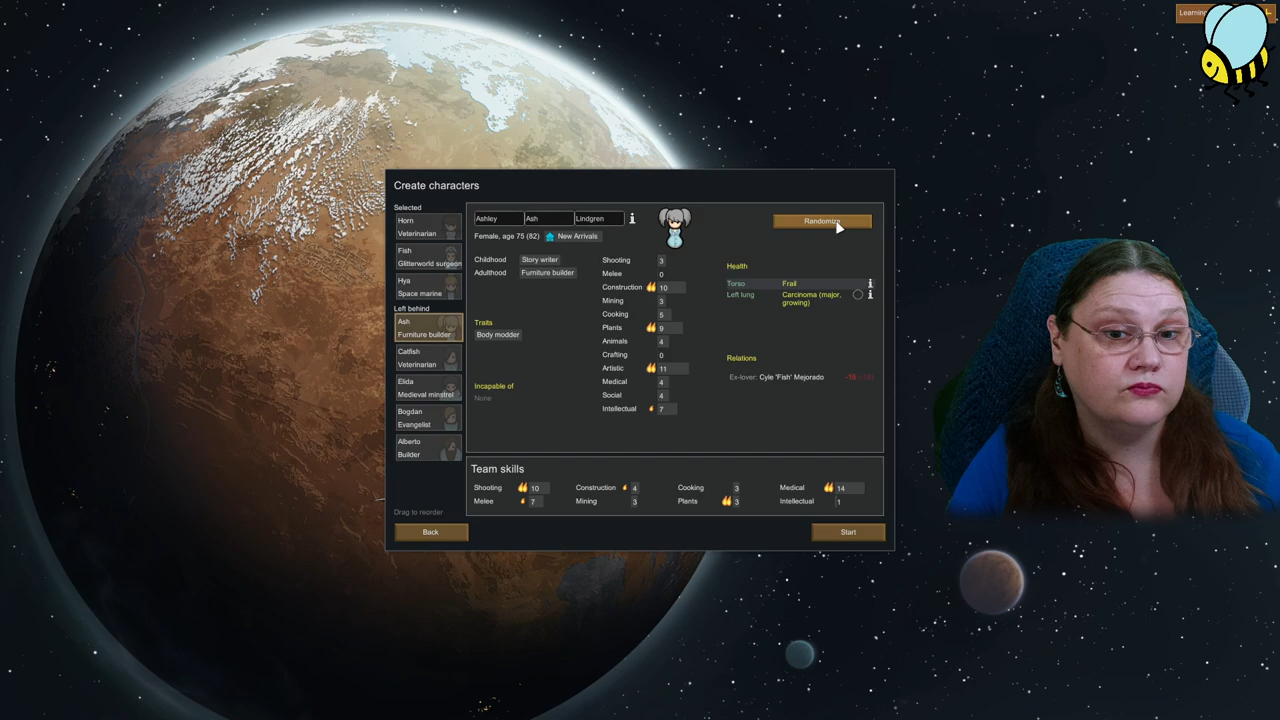 Learning
Create characters
Selected
Horn
Veterinarian
Fish
Glitterworld surgeon
Hya
Space marine
Left behind
Ash
Furniture builder
Catfish
Veterinarian
Elida
Medieval minstrel
Bogdan
Evangelist
Alberto
Builder
Drag to reorder
Ashley Ash Lindgren
Female, age 75 (82) New Arrivals
Childhood Story writer
Adulthood Furniture builder
Traits
Body modder
Incapable of
None
Shooting 3
Melee 0
Construction 10
Mining 3
Cooking 5
Plants 9
Animals 4
Crafting 0
Artistic 11
Medical 4
Social 4
Intellectual 7
Randomize
Health
Torso Frail
Left lung Carcinoma (major,
growing)
Relations
Ex-lover: Cyle 'Fish' Mejorado
Team skills
Shooting 10 Construction 4 Cooking 3 Medical 14
Melee 7 Mining 3 Plants 3 Intellectual 1
Back Start